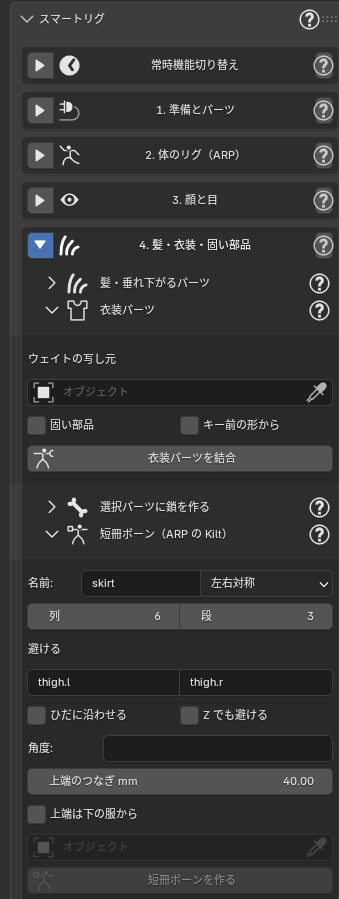 スマートリグ
常時機能切り替え
1. 準備とパーツ
2. 体のリグ（ARP）
3. 顔と目
4. 髪・衣装・固い部品
髪・垂れ下がるパーツ
衣装パーツ
ウェイトの写し元
オブジェクト
固い部品 キー前の形から
衣装パーツを結合
選択パーツに鎖を作る
短冊ボーン（ARP の Kilt）
名前: skirt 左右対称
列 6 段 3
避ける
thigh.l thigh.r
ひだに沿わせる Z でも避ける
角度:
上端のつなぎ mm 40.00
上端は下の服から
オブジェクト
短冊ボーンを作る